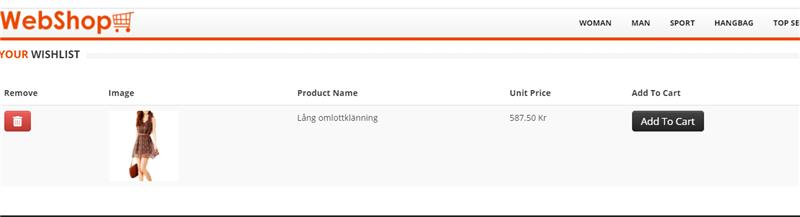 WebShop
WOMAN MAN SPORT HANGBAG TOP SE
YOUR WISHLIST
Remove Image Product Name Unit Price Add To Cart
Lång omlottklänning 587.50 Kr Add To Cart